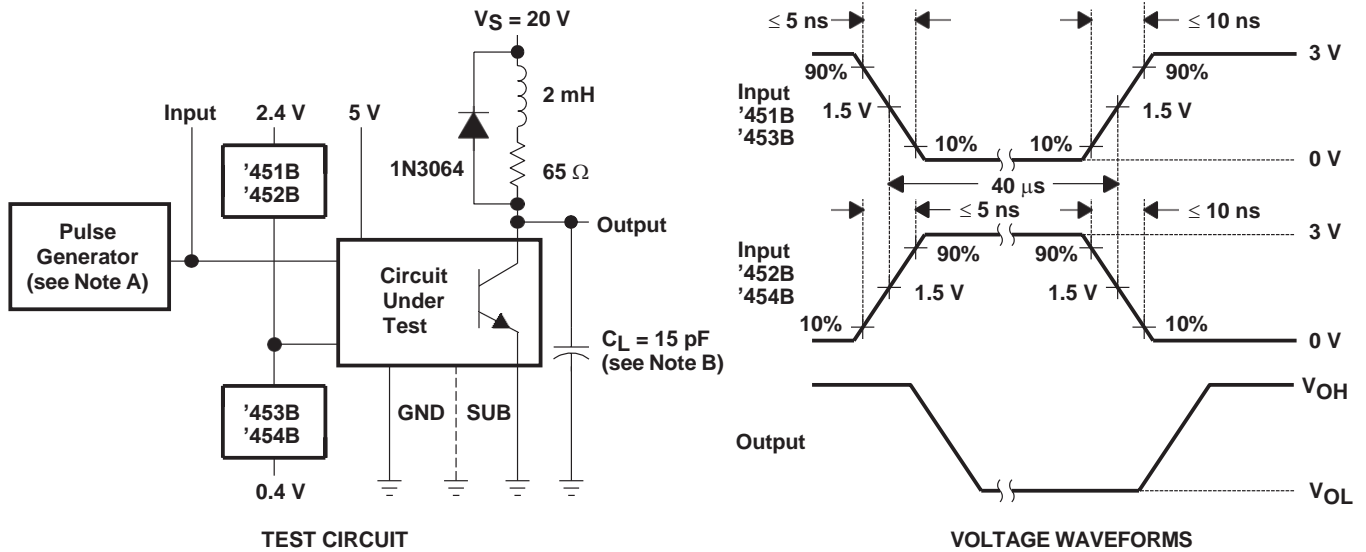 VS = 20 V
Input
2.4 V
5 V
2 mH
'451B
'452B
1N3064
65 Ω
Output
Pulse
Generator
(see Note A)
Circuit
Under
Test
CL = 15 pF
(see Note B)
'453B
'454B
GND
SUB
0.4 V
TEST CIRCUIT
≤ 5 ns
≤ 10 ns
3 V
90%
90%
Input
'451B
'453B
1.5 V
1.5 V
10%
10%
0 V
40 μs
≤ 5 ns
≤ 10 ns
3 V
Input
'452B
'454B
90%
90%
1.5 V
1.5 V
10%
10%
0 V
VOH
Output
VOL
VOLTAGE WAVEFORMS